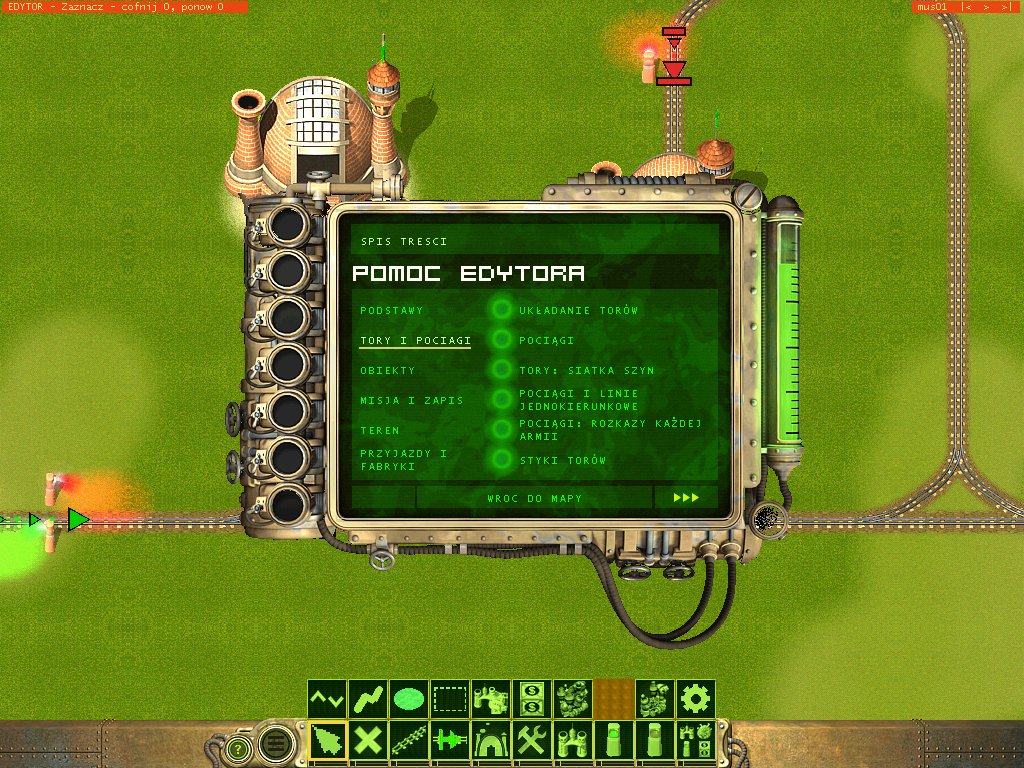 EDYTOR - Zaznacz - cofnij 0, ponow 0
mus01 |< > >|
SPIS TRESCI
POMOC EDYTORA
PODSTAWY
TORY I POCIAGI
OBIEKTY
MISJA I ZAPIS
TEREN
PRZYJAZDY I
FABRYKI
UKŁADANIE TORÓW
POCIĄGI
TORY: SIATKA SZYN
POCIĄGI I LINIE
JEDNOKIERUNKOWE
POCIĄGI: ROZKAZY KAŻDEJ
ARMII
STYKI TORÓW
WROC DO MAPY
?